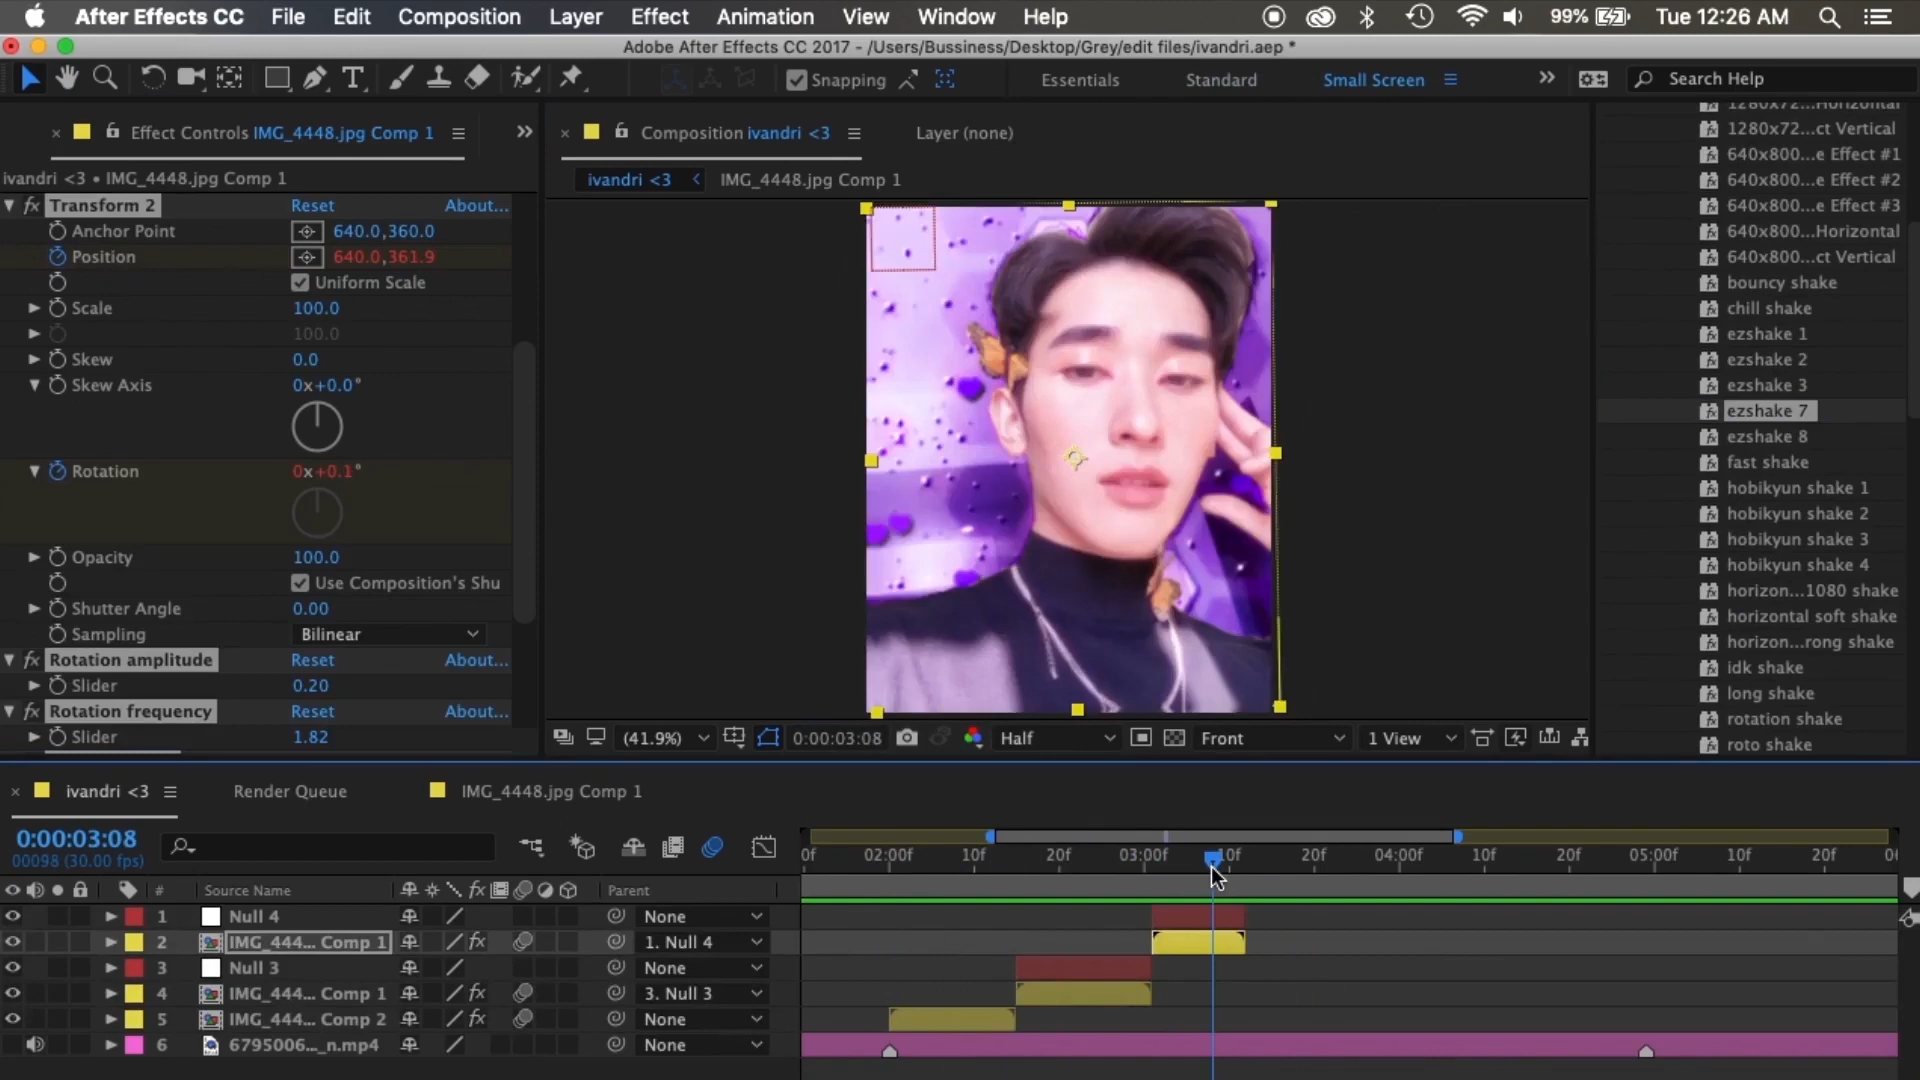 After Effects CC File Edit Composition Layer Effect Animation View Window Help 99% Tue 12:26 AM
Adobe After Effects CC 2017 - /Users/Bussiness/Desktop/Grey/edit files/ivandri.aep *
Snapping Essentials Standard Small Screen Search Help
Effect Controls IMG_4448.jpg Comp 1
Composition ivandri <3 Layer (none)
ivandri <3 • IMG_4448.jpg Comp 1
ivandri <3 IMG_4448.jpg Comp 1
fx Transform 2 Reset About...
Anchor Point 640.0,360.0
Position 640.0,361.9
Uniform Scale
Scale 100.0
100.0
Skew 0.0
Skew Axis 0x+0.0°
Rotation 0x+0.1°
Opacity 100.0
Use Composition's Shu
Shutter Angle 0.00
Sampling Bilinear
fx Rotation amplitude Reset About...
Slider 0.20
fx Rotation frequency Reset About...
Slider 1.82
1280x72...Horizontal
1280x72...ct Vertical
640x800...e Effect #1
640x800...e Effect #2
640x800...e Effect #3
640x800...Horizontal
640x800...ct Vertical
bouncy shake
chill shake
ezshake 1
ezshake 2
ezshake 3
ezshake 7
ezshake 8
fast shake
hobikyun shake 1
hobikyun shake 2
hobikyun shake 3
hobikyun shake 4
horizon...1080 shake
horizontal soft shake
horizon...rong shake
idk shake
long shake
rotation shake
roto shake
(41.9%) 0:00:03:08 Half Front 1 View
ivandri <3 Render Queue IMG_4448.jpg Comp 1
0:00:03:08
00098 (30.00 fps)
0f 02:00f 10f 20f 03:00f 10f 20f 04:00f 10f 20f 05:00f 10f 20f
# Source Name fx Parent
1 Null 4 None
2 IMG_444... Comp 1 fx 1. Null 4
3 Null 3 None
4 IMG_444... Comp 1 fx 3. Null 3
5 IMG_444... Comp 2 fx None
6 6795006..._n.mp4 None